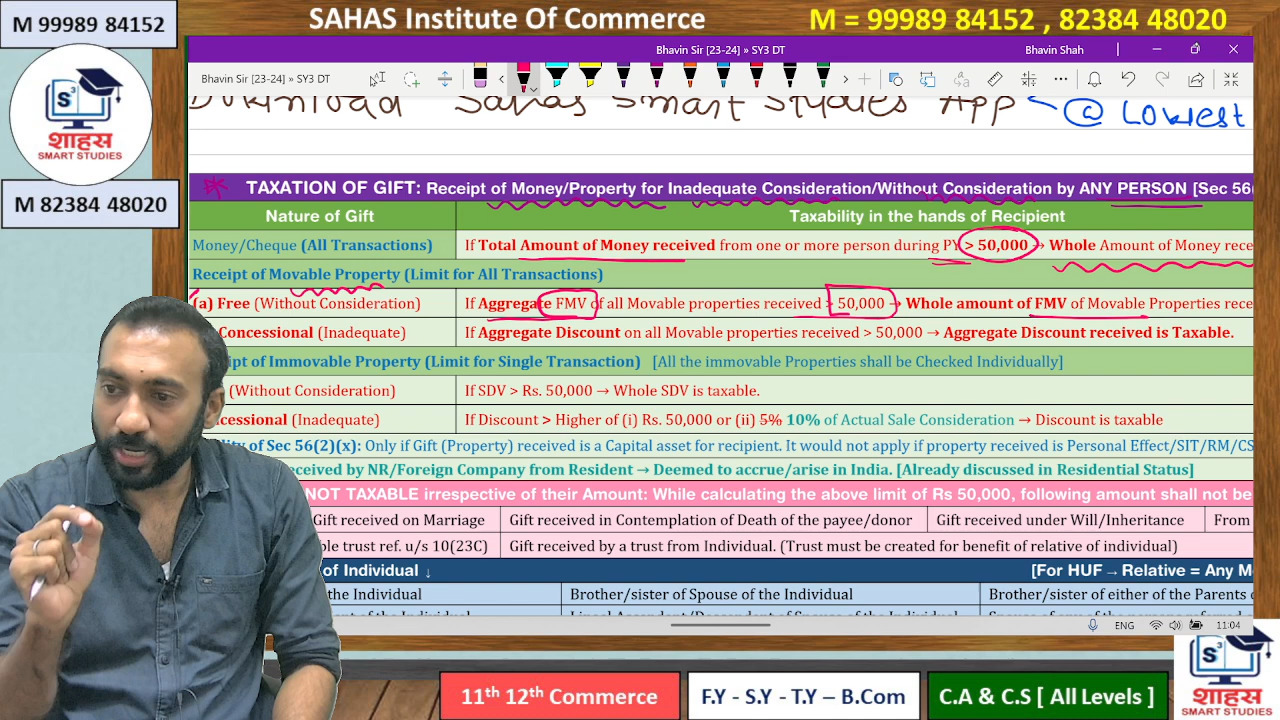 M 99989 84152
SAHAS Institute Of Commerce
M = 99989 84152 , 82384 48020
Bhavin Sir [23-24] » SY3 DT
Bhavin Shah
Bhavin Sir [23-24] » SY3 DT
Download Sahas Smart Studies App
@ Lowest
S³
शाहस
SMART STUDIES
M 82384 48020
TAXATION OF GIFT: Receipt of Money/Property for Inadequate Consideration/Without Consideration by ANY PERSON [Sec 56(
Nature of Gift
Taxability in the hands of Recipient
Money/Cheque (All Transactions)
If Total Amount of Money received from one or more person during PY > 50,000 → Whole Amount of Money rece
Receipt of Movable Property (Limit for All Transactions)
(a) Free (Without Consideration)
If Aggregate FMV of all Movable properties received > 50,000 → Whole amount of FMV of Movable Properties rece
Concessional (Inadequate)
If Aggregate Discount on all Movable properties received > 50,000 → Aggregate Discount received is Taxable.
ipt of Immovable Property (Limit for Single Transaction) [All the immovable Properties shall be Checked Individually]
(Without Consideration)
If SDV > Rs. 50,000 → Whole SDV is taxable.
cessional (Inadequate)
If Discount > Higher of (i) Rs. 50,000 or (ii) 5% 10% of Actual Sale Consideration → Discount is taxable
lity of Sec 56(2)(x): Only if Gift (Property) received is a Capital asset for recipient. It would not apply if property received is Personal Effect/SIT/RM/CS
eceived by NR/Foreign Company from Resident → Deemed to accrue/arise in India. [Already discussed in Residential Status]
NOT TAXABLE irrespective of their Amount: While calculating the above limit of Rs 50,000, following amount shall not be
Gift received on Marriage
Gift received in Contemplation of Death of the payee/donor
Gift received under Will/Inheritance
From
ble trust ref. u/s 10(23C)
Gift received by a trust from Individual. (Trust must be created for benefit of relative of individual)
of Individual ↓
[For HUF → Relative = Any M
the Individual
Brother/sister of Spouse of the Individual
Brother/sister of either of the Parents o
ENG
11:04
S³
शाहस
SMART STUDIES
11th 12th Commerce
F.Y - S.Y - T.Y – B.Com
C.A & C.S [ All Levels ]